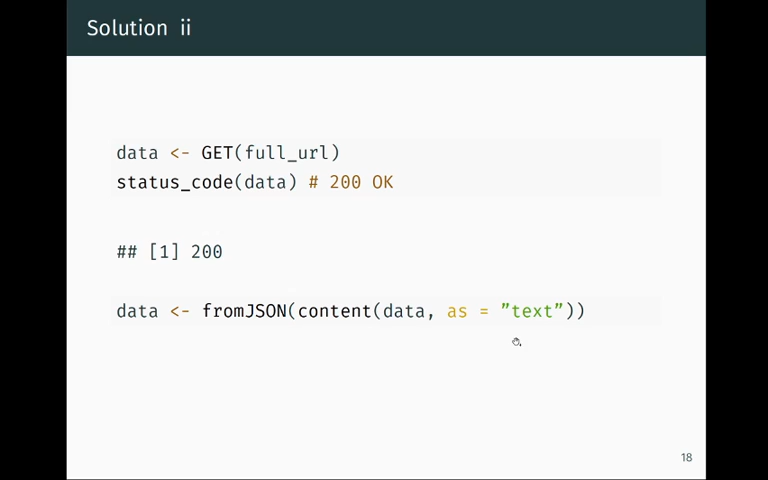 Solution ii
data <- GET(full_url)
status_code(data) # 200 OK
## [1] 200
data <- fromJSON(content(data, as = ”text”))
18